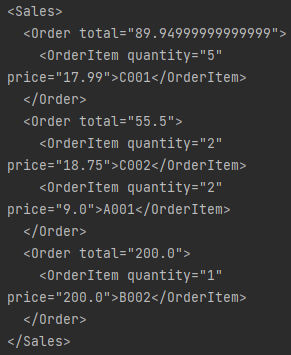 <Sales>
  <Order total="89.94999999999999">
    <OrderItem quantity="5"
price="17.99">C001</OrderItem>
  </Order>
  <Order total="55.5">
    <OrderItem quantity="2"
price="18.75">C002</OrderItem>
    <OrderItem quantity="2"
price="9.0">A001</OrderItem>
  </Order>
  <Order total="200.0">
    <OrderItem quantity="1"
price="200.0">B002</OrderItem>
  </Order>
</Sales>